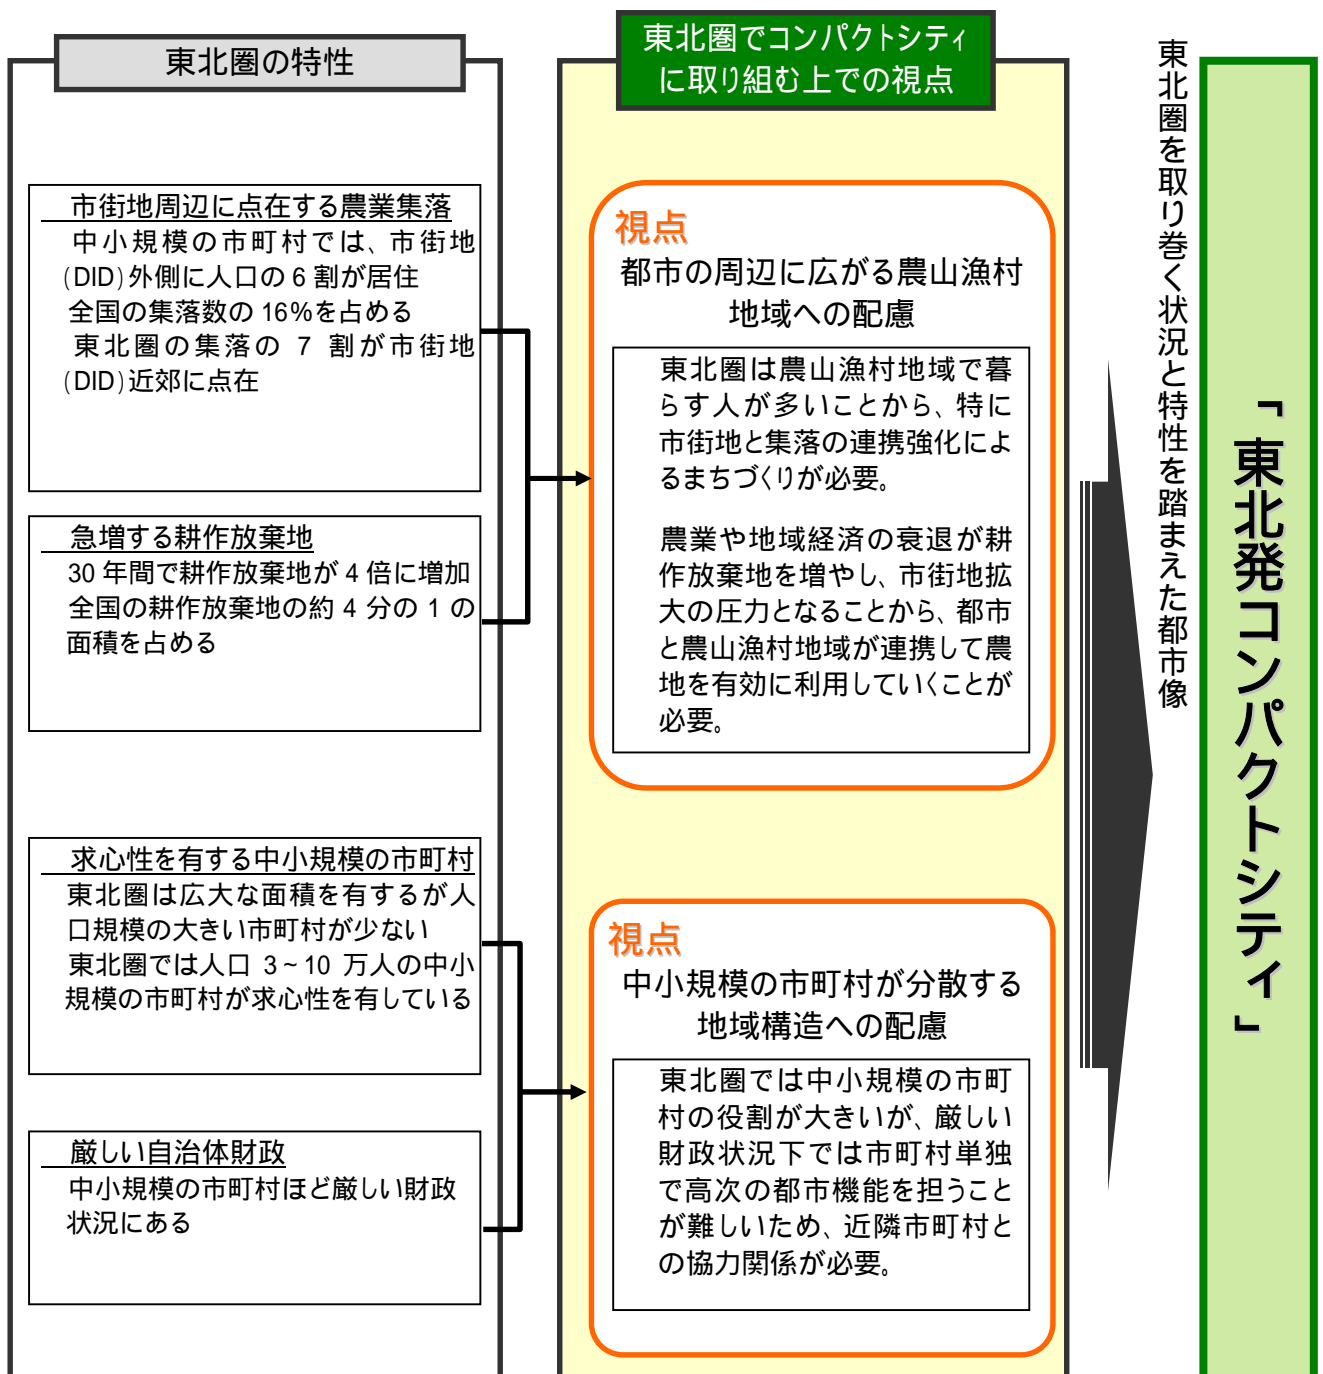 東北圏の特性
市街地周辺に点在する農業集落
中小規模の市町村では、市街地
(DID)外側に人口の 6 割が居住
全国の集落数の 16%を占める
東北圏の集落の 7 割が市街地
(DID)近郊に点在
急増する耕作放棄地
30 年間で耕作放棄地が 4 倍に増加
全国の耕作放棄地の約 4 分の 1 の
面積を占める
求心性を有する中小規模の市町村
東北圏は広大な面積を有するが人
口規模の大きい市町村が少ない
東北圏では人口 3~10 万人の中小
規模の市町村が求心性を有している
厳しい自治体財政
中小規模の市町村ほど厳しい財政
状況にある
東北圏でコンパクトシティ
に取り組む上での視点
視点
都市の周辺に広がる農山漁村
地域への配慮
東北圏は農山漁村地域で暮
らす人が多いことから、特に
市街地と集落の連携強化によ
るまちづくりが必要。
農業や地域経済の衰退が耕
作放棄地を増やし、市街地拡
大の圧力となることから、都市
と農山漁村地域が連携して農
地を有効に利用していくことが
必要。
視点
中小規模の市町村が分散する
地域構造への配慮
東北圏では中小規模の市町
村の役割が大きいが、厳しい
財政状況下では市町村単独
で高次の都市機能を担うこと
が難しいため、近隣市町村と
の協力関係が必要。
東北圏を取り巻く状況と特性を踏まえた都市像
「東北発コンパクトシティ」